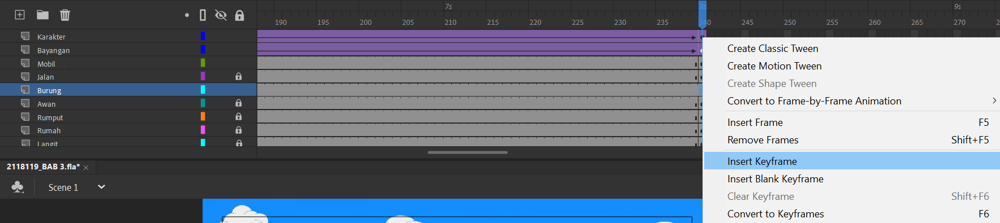 7s 8s 9s
190 195 200 205 210 215 220 225 230 235 240 245 250 255 260 265 270
Karakter
Bayangan
Mobil
Jalan
Burung
Awan
Rumput
Rumah
Langit
2118119_BAB 3.fla* ×
Scene 1
Create Classic Tween
Create Motion Tween
Create Shape Tween
Convert to Frame-by-Frame Animation
Insert Frame F5
Remove Frames Shift+F5
Insert Keyframe
Insert Blank Keyframe
Clear Keyframe Shift+F6
Convert to Keyframes F6